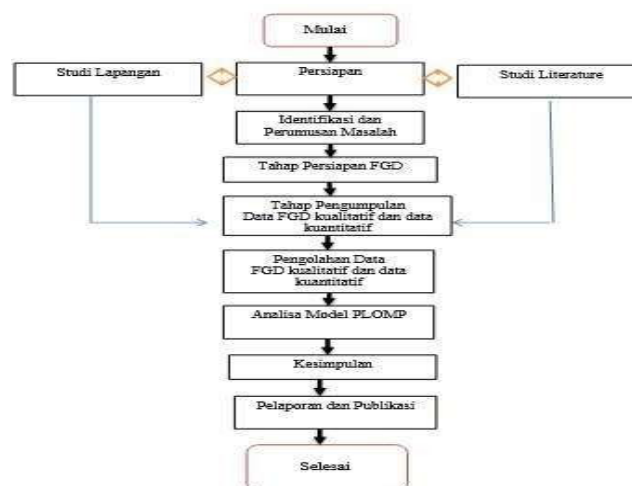 Mulai
Studi Lapangan
Persiapan
Studi Literature
Identifikasi dan
Perumusan Masalah
Tahap Persiapan FGD
Tahap Pengumpulan
Data FGD kualitatif dan data
kuantitatif
Pengolahan Data
FGD kualitatif dan data
kuantitatif
Analisa Model PLOMP
Kesimpulan
Pelaporan dan Publikasi
Selesai